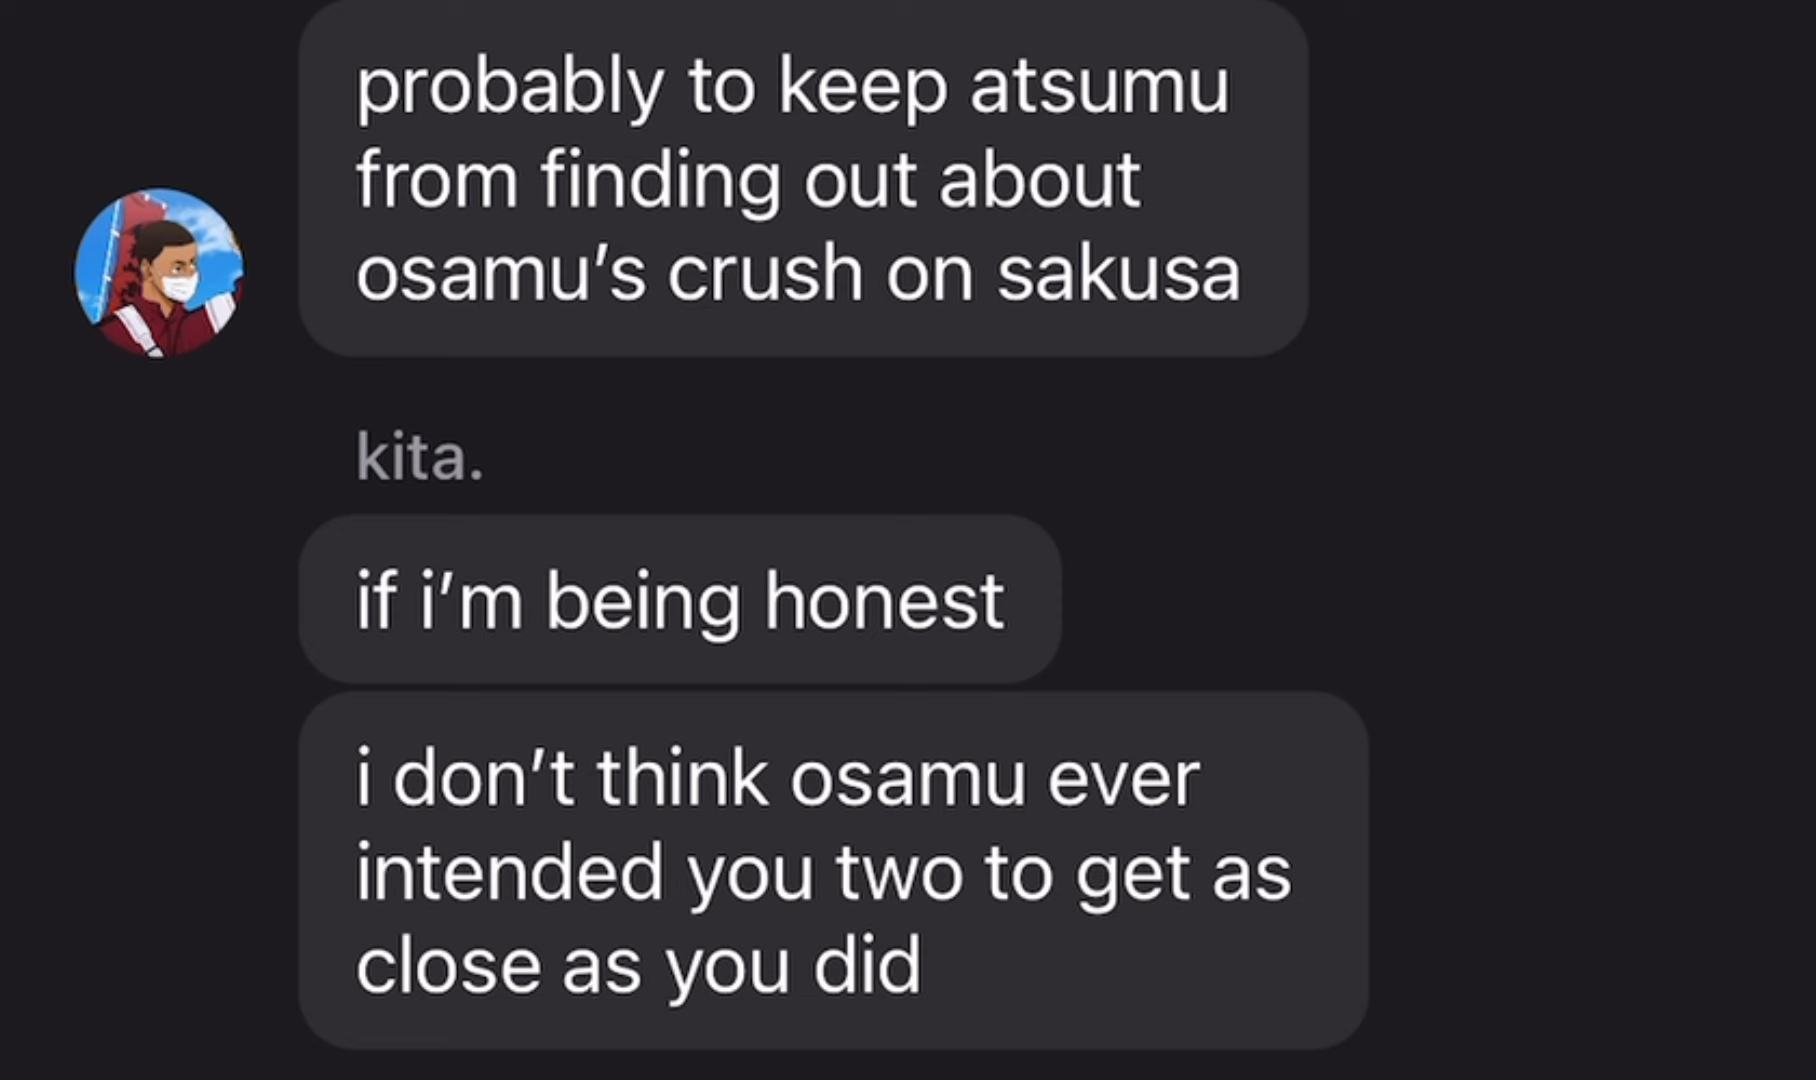 probably to keep atsumu
from finding out about
osamu’s crush on sakusa
kita.
if i’m being honest
i don’t think osamu ever
intended you two to get as
close as you did